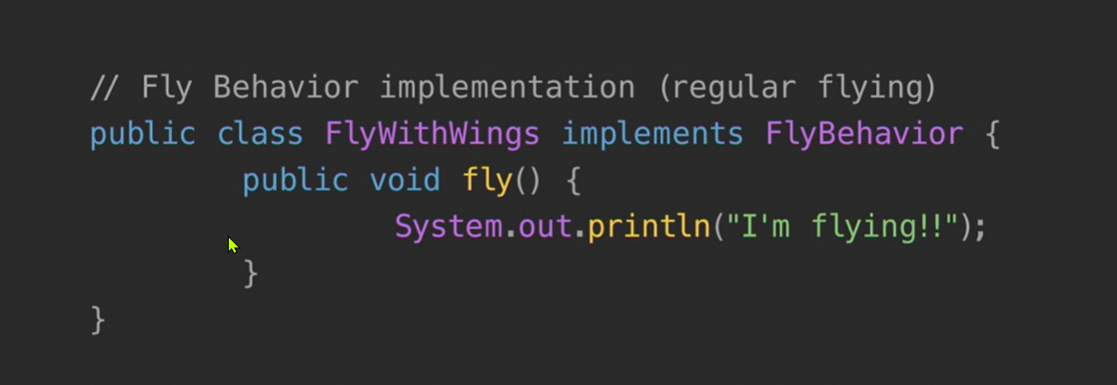 // Fly Behavior implementation (regular flying)
public class FlyWithWings implements FlyBehavior {
public void fly() {
System.out.println("I'm flying!!");
}
}